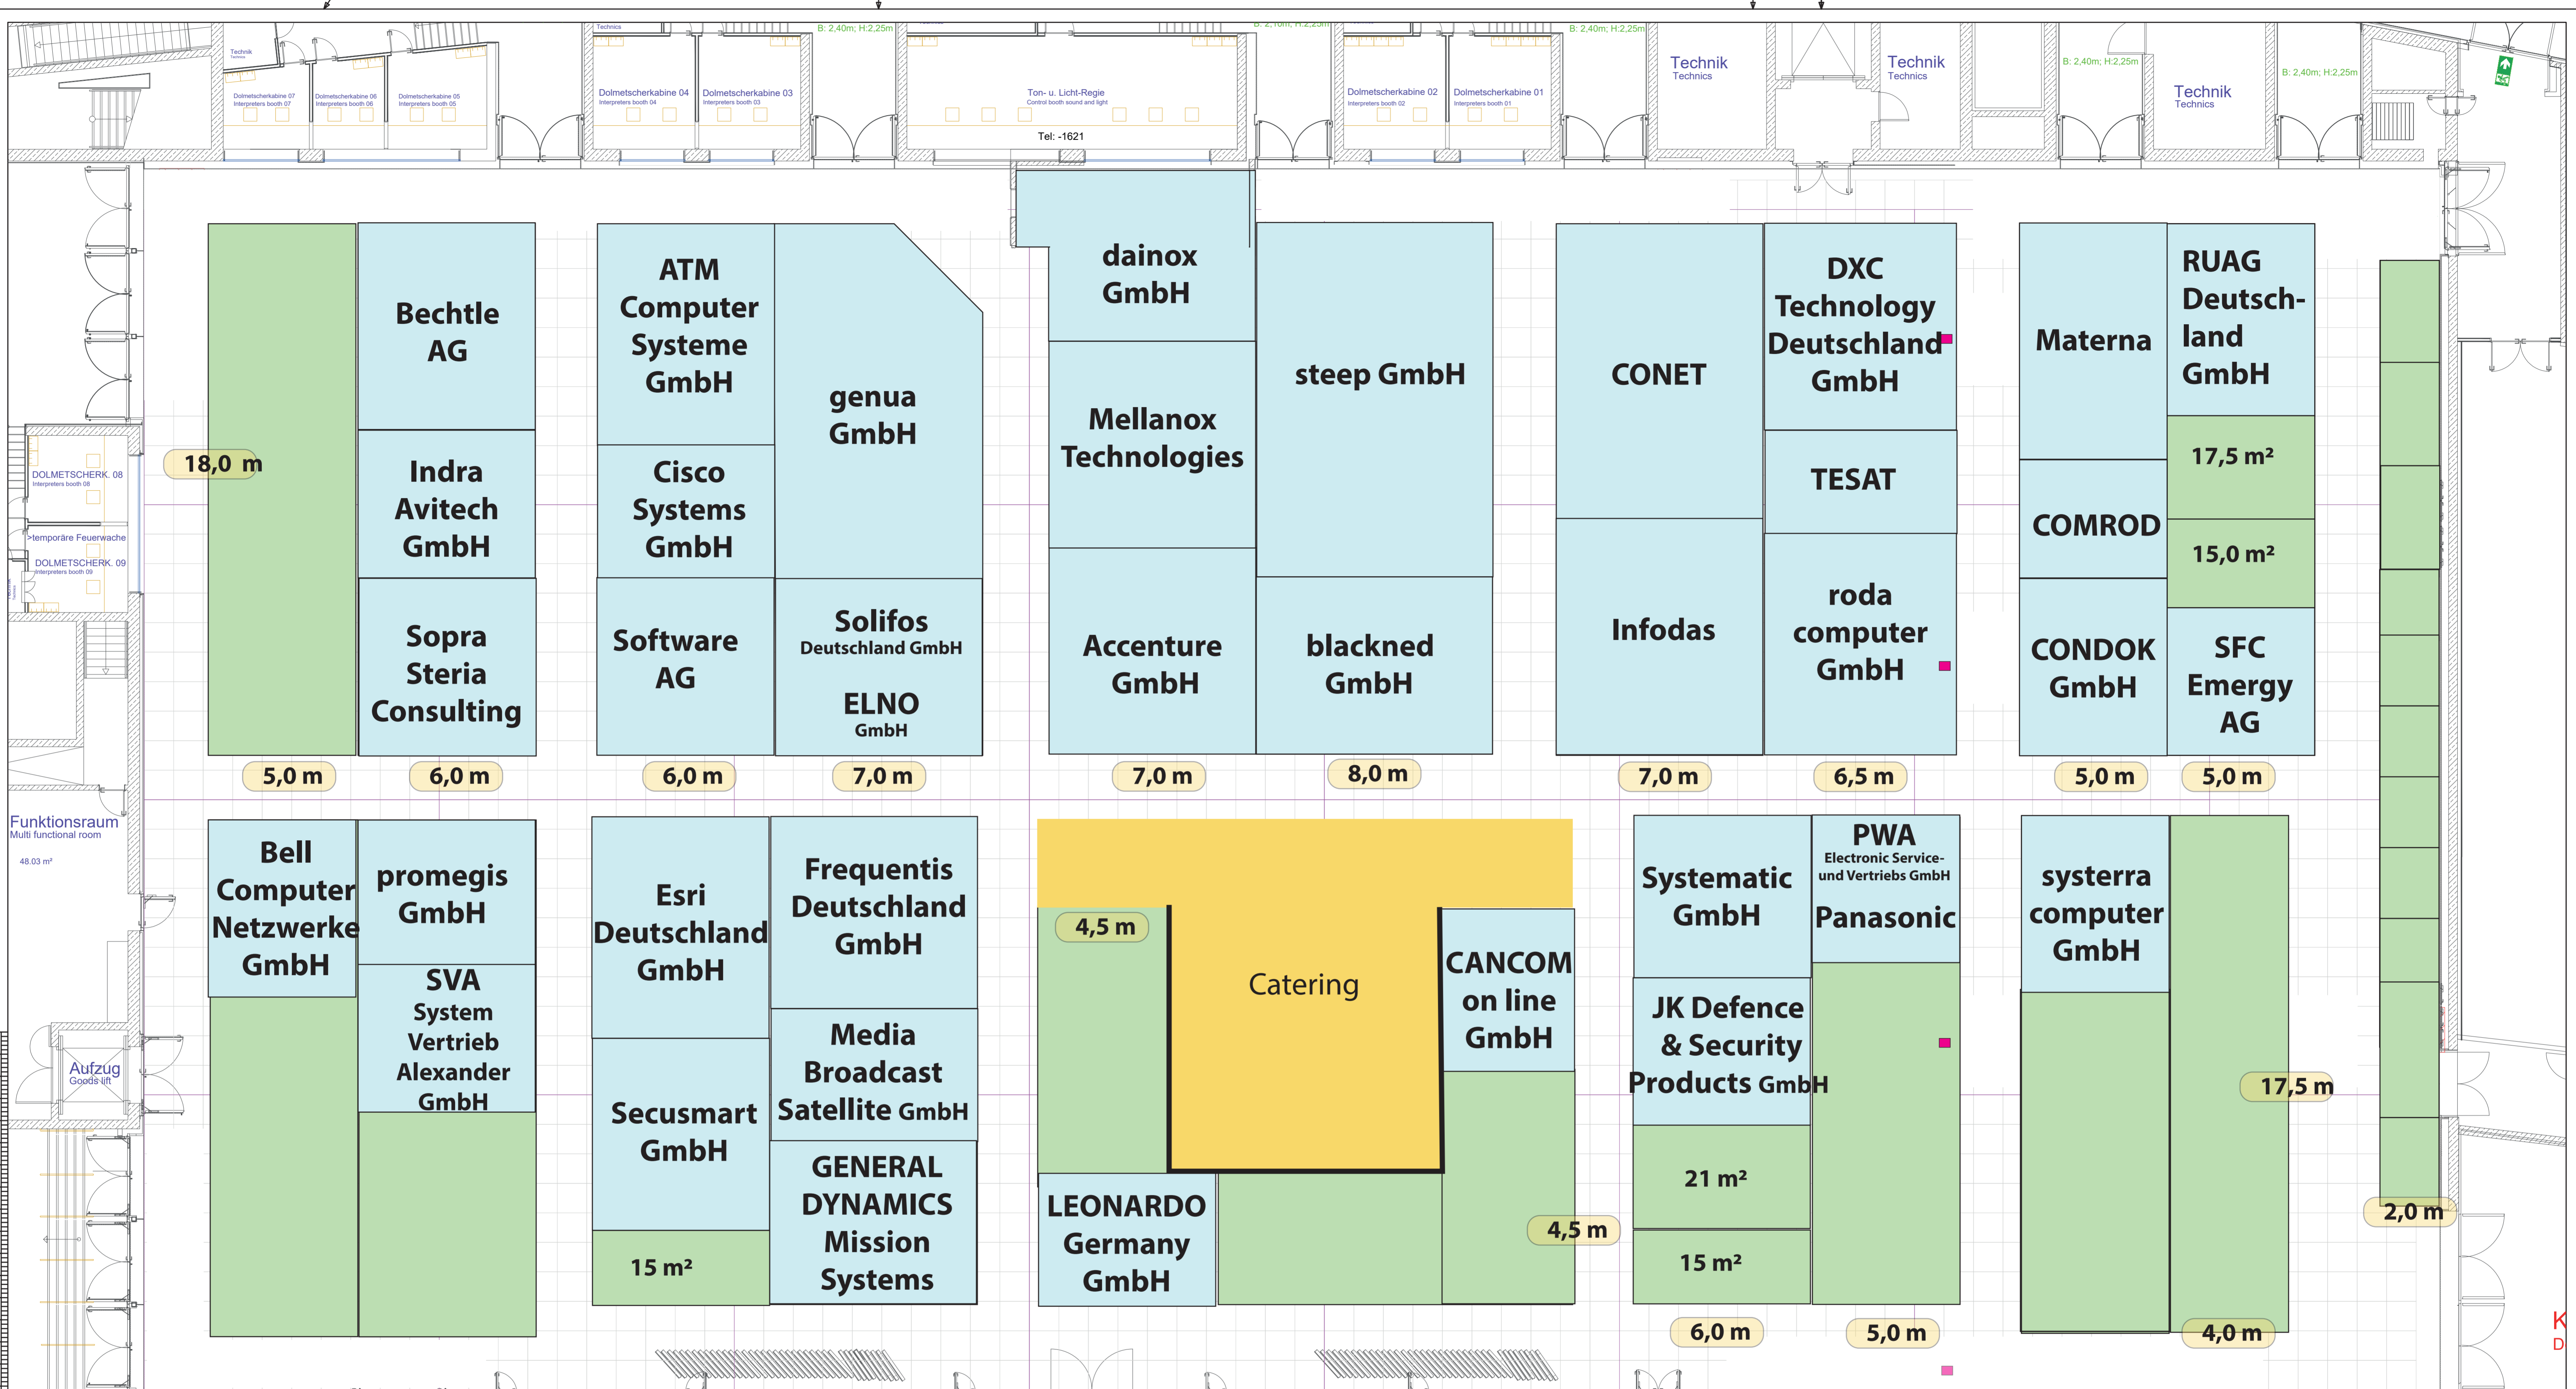 B: 2,40m; H:2,25m
B: 2,40m; H:2,25m
Technik
Technics
Technics
Dolmetscherkabine 07
Interpreters booth 07
Dolmetscherkabine 06
Interpreters booth 06
Dolmetscherkabine 05
Interpreters booth 05
Dolmetscherkabine 04
Interpreters booth 04
Dolmetscherkabine 03
Interpreters booth 03
Ton- u. Licht-Regie
Control booth sound and light
Tel: -1621
Dolmetscherkabine 02
Interpreters booth 02
Dolmetscherkabine 01
Interpreters booth 01
Technik
Technics
Technik
Technics
B: 2,40m; H:2,25m
Technik
Technics
B: 2,40m; H:2,25m
Bechtle
AG
Indra
Avitech
GmbH
Sopra
Steria
Consulting
18,0 m
ATM
Computer
Systeme
GmbH
Cisco
Systems
GmbH
Software
AG
genua
GmbH
Solifos
Deutschland GmbH
ELNO
GmbH
dainox
GmbH
Mellanox
Technologies
Accenture
GmbH
steep GmbH
blackned
GmbH
CONET
Infodas
DXC
Technology
Deutschland
GmbH
TESAT
roda
computer
GmbH
Materna
COMROD
CONDOK
GmbH
RUAG
Deutsch-
land
GmbH
17,5 m²
15,0 m²
SFC
Emergy
AG
DOLMETSCHERK. 08
Interpreters booth 08
>temporäre Feuerwache
DOLMETSCHERK. 09
Interpreters booth 09
5,0 m
6,0 m
6,0 m
7,0 m
7,0 m
8,0 m
7,0 m
6,5 m
5,0 m
5,0 m
Funktionsraum
Multi functional room
48.03 m²
Aufzug
Goods lift
Bell
Computer
Netzwerke
GmbH
promegis
GmbH
SVA
System
Vertrieb
Alexander
GmbH
Esri
Deutschland
GmbH
Secusmart
GmbH
15 m²
Frequentis
Deutschland
GmbH
Media
Broadcast
Satellite GmbH
GENERAL
DYNAMICS
Mission
Systems
4,5 m
Catering
CANCOM
on line
GmbH
LEONARDO
Germany
GmbH
4,5 m
Systematic
GmbH
JK Defence
& Security
Products GmbH
21 m²
15 m²
PWA
Electronic Service-
und Vertriebs GmbH
Panasonic
systerra
computer
GmbH
17,5 m
2,0 m
6,0 m
5,0 m
4,0 m
K
D